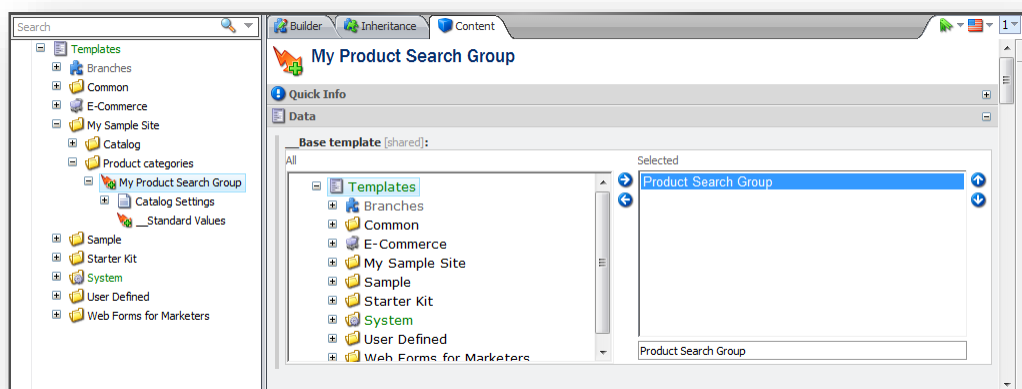 Search
Templates
Branches
Common
E-Commerce
My Sample Site
Catalog
Product categories
My Product Search Group
Catalog Settings
__Standard Values
Sample
Starter Kit
System
User Defined
Web Forms for Marketers
Builder Inheritance Content
1
My Product Search Group
Quick Info
Data
__Base template [shared]:
All
Templates
Branches
Common
E-Commerce
My Sample Site
Sample
Starter Kit
System
User Defined
Web Forms for Marketers
Selected
Product Search Group
Product Search Group